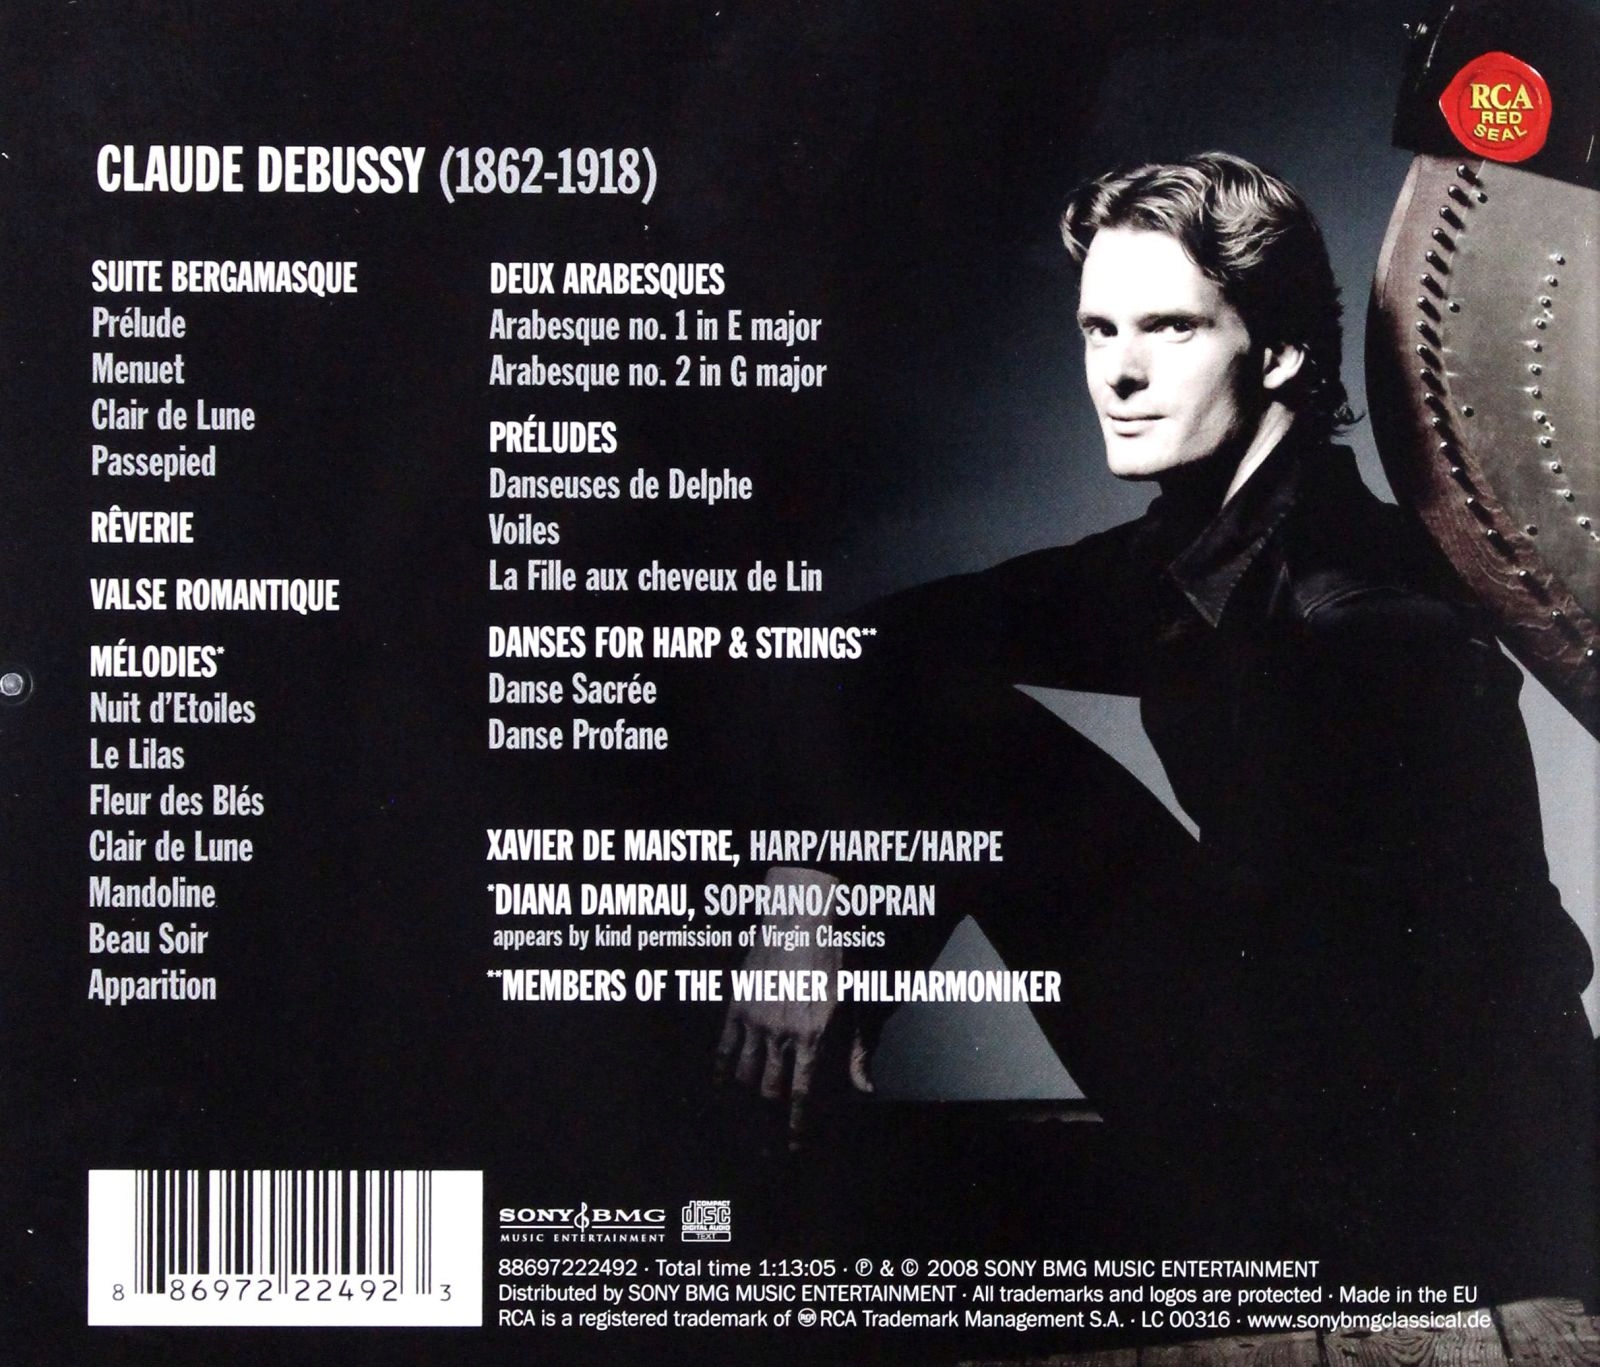 RCA
RED
SEAL
CLAUDE DEBUSSY (1862-1918)
SUITE BERGAMASQUE
Prélude
Menuet
Clair de Lune
Passepied
RÊVERIE
VALSE ROMANTIQUE
MÉLODIES*
Nuit d'Etoiles
Le Lilas
Fleur des Blés
Clair de Lune
Mandoline
Beau Soir
Apparition
DEUX ARABESQUES
Arabesque no. 1 in E major
Arabesque no. 2 in G major
PRÉLUDES
Danseuses de Delphe
Voiles
La Fille aux cheveux de Lin
DANSES FOR HARP & STRINGS**
Danse Sacrée
Danse Profane
XAVIER DE MAISTRE, HARP/HARFE/HARPE
*DIANA DAMRAU, SOPRANO/SOPRAN
appears by kind permission of Virgin Classics
**MEMBERS OF THE WIENER PHILHARMONIKER
8 86972 22492 3
SONY BMG
MUSIC ENTERTAINMENT
COMPACT
disc
DIGITAL AUDIO
TEXT
88697222492 · Total time 1:13:05 · ℗ & © 2008 SONY BMG MUSIC ENTERTAINMENT
Distributed by SONY BMG MUSIC ENTERTAINMENT · All trademarks and logos are protected · Made in the EU
RCA is a registered trademark of RCA RCA Trademark Management S.A. · LC 00316 · www.sonybmgclassical.de